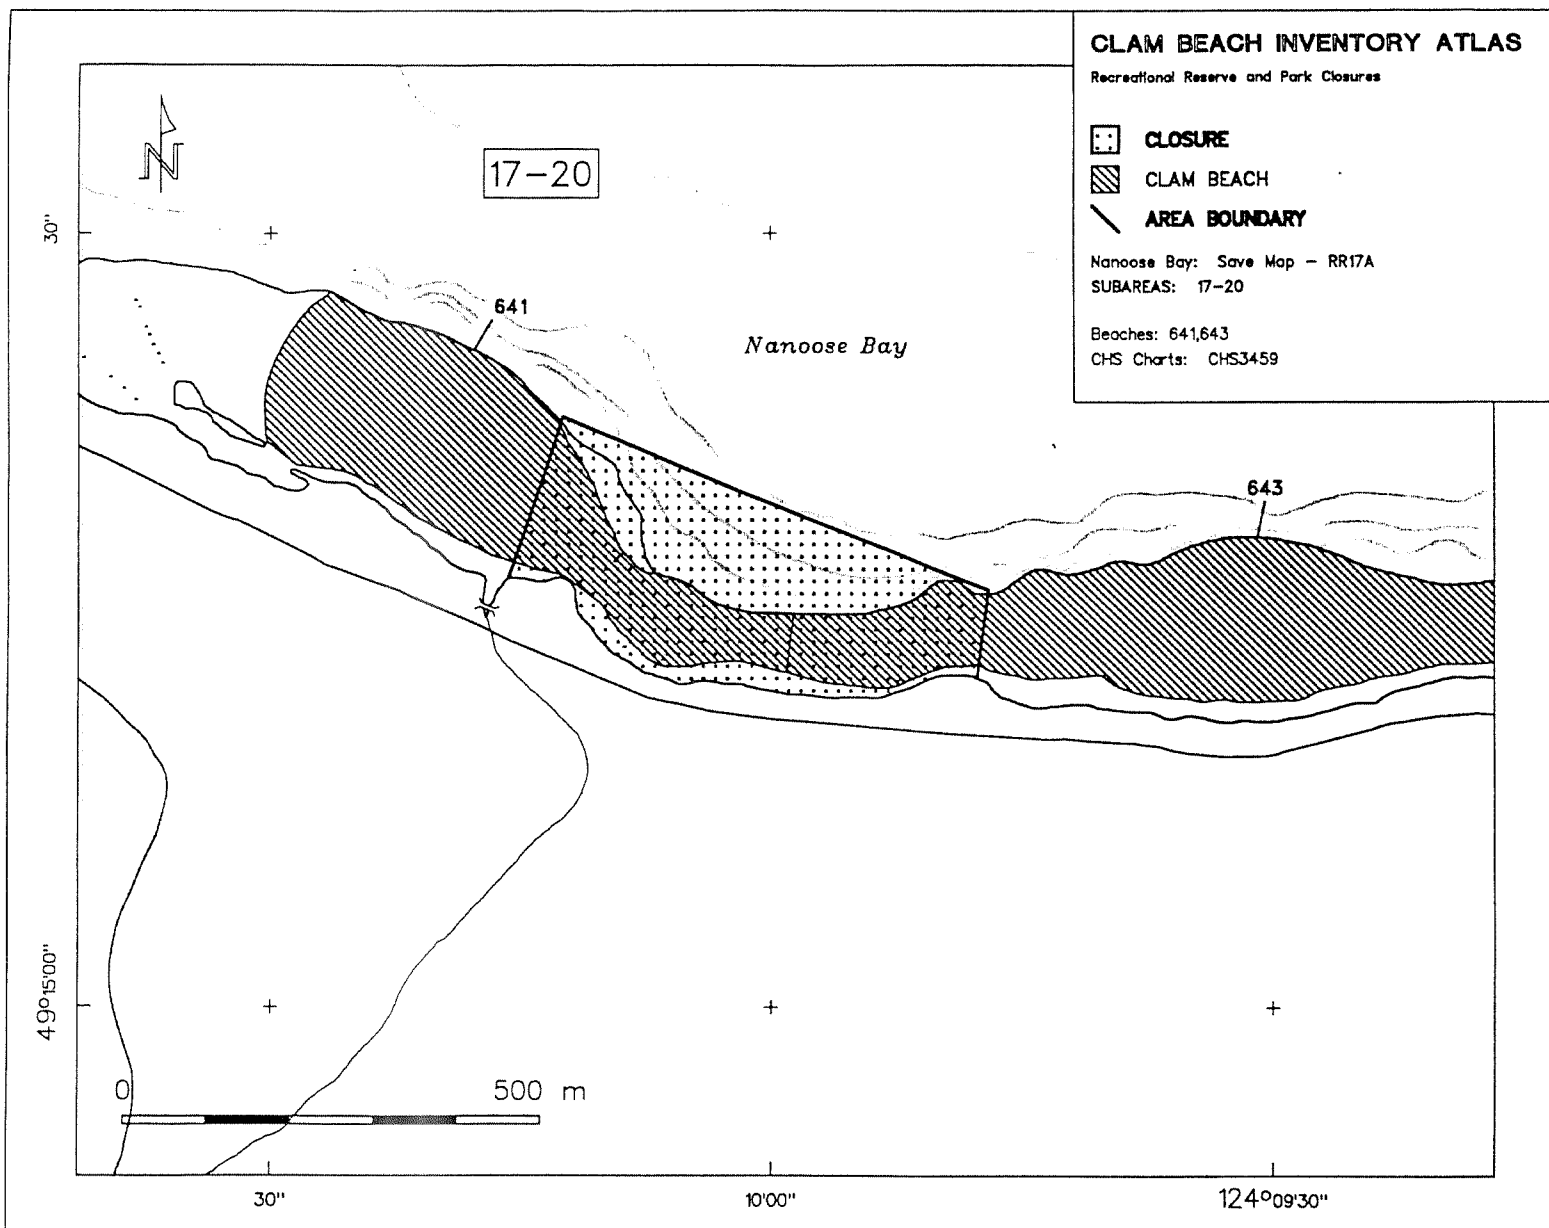 CLAM BEACH INVENTORY ATLAS
Recreational Reserve and Park Closures
CLOSURE
CLAM BEACH
AREA BOUNDARY
Nanoose Bay: Save Map - RR17A
SUBAREAS: 17-20
Beaches: 641,643
CHS Charts: CHS3459
N
17-20
30"
641
Nanoose Bay
643
49°15'00"
0 500 m
30" 10'00" 124°09'30"